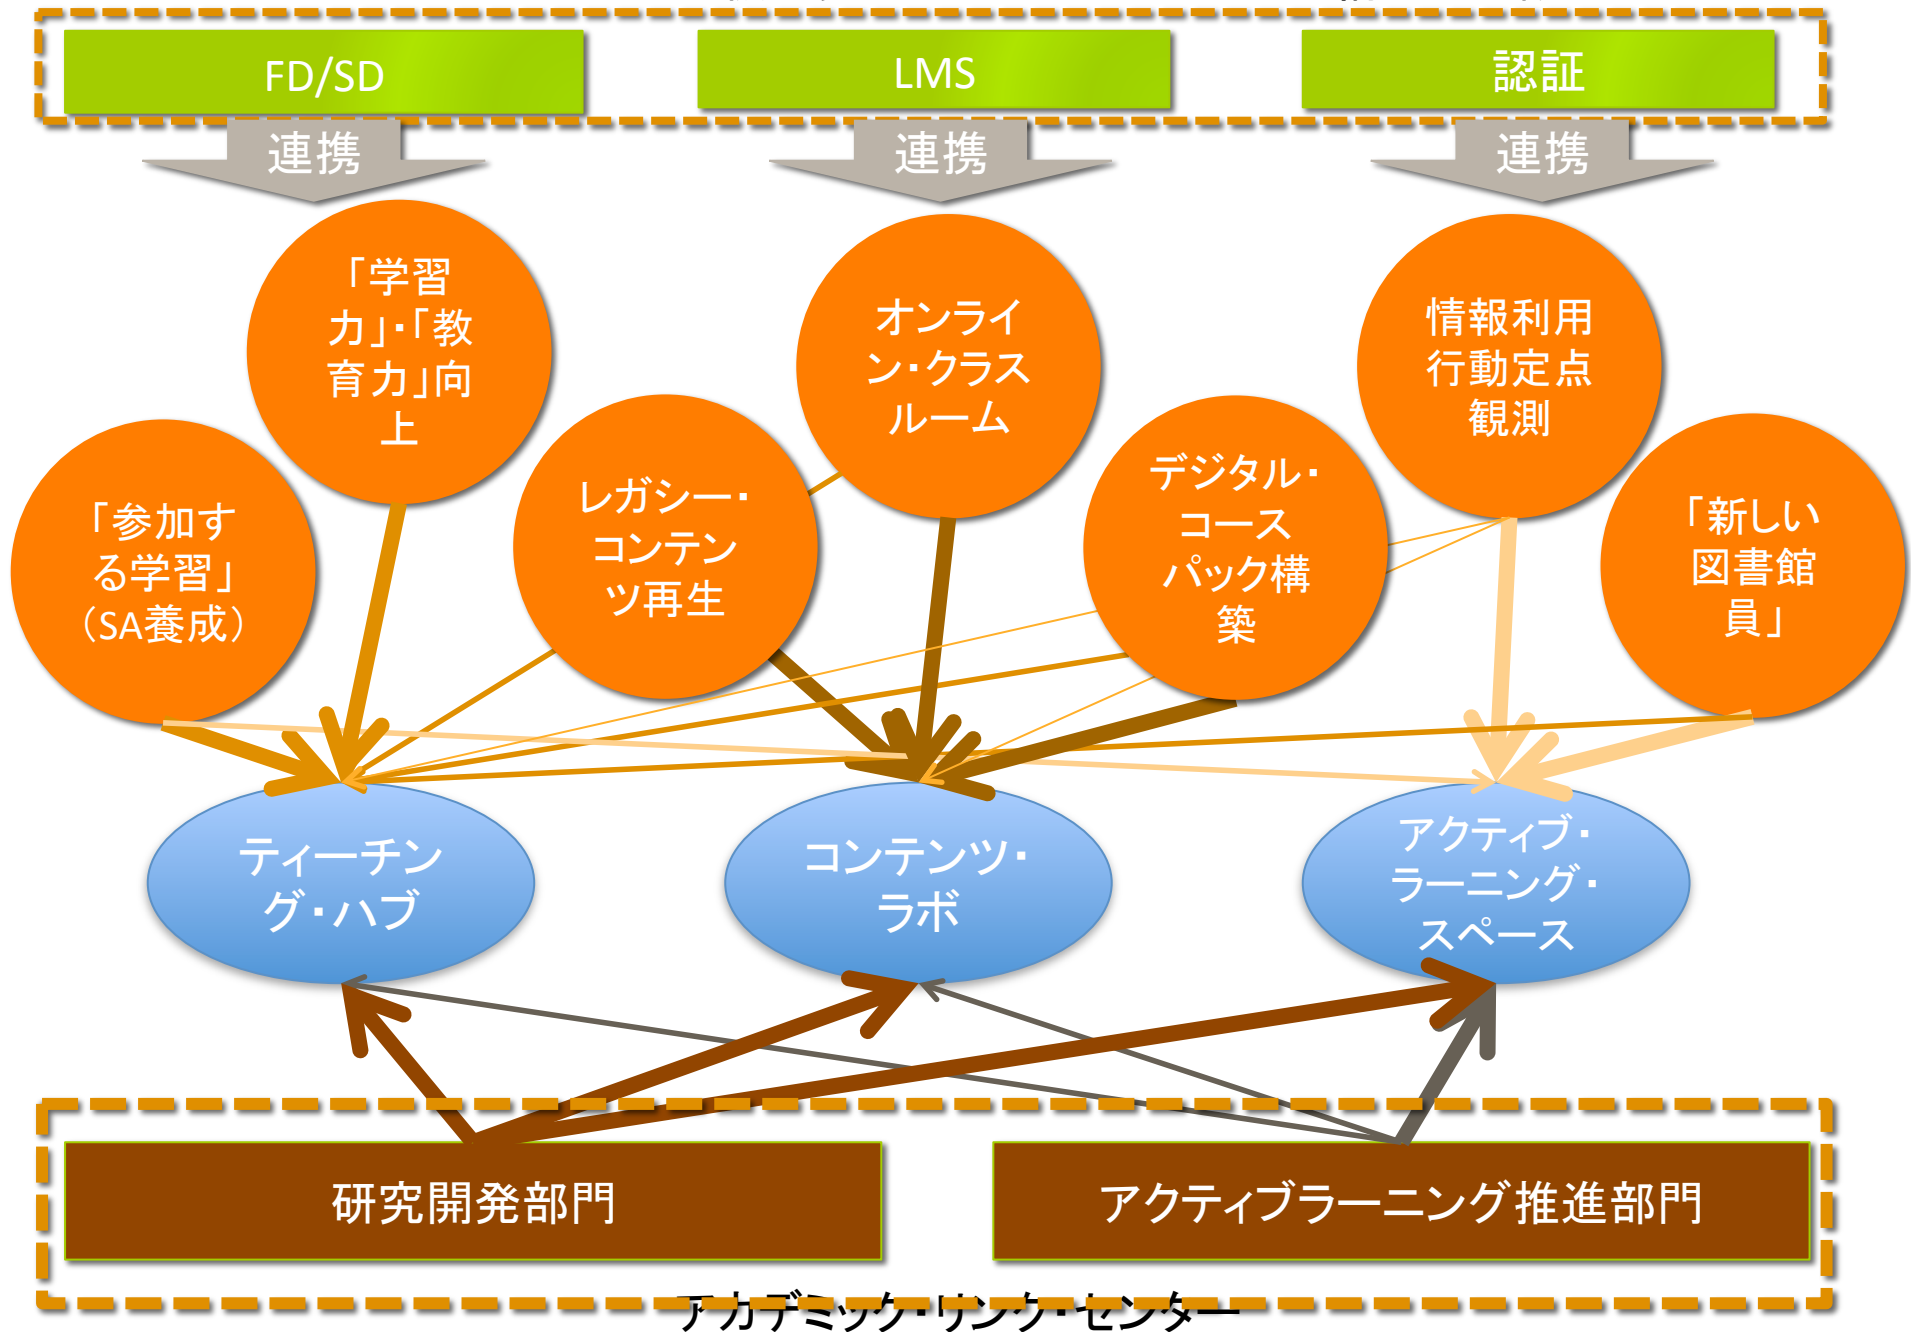 FD/SD
LMS
認証
連携
連携
連携
「学習
力」・「教
育力」向
上
オンライ
ン・クラス
ルーム
情報利用
行動定点
観測
「参加す
る学習」
（SA養成）
レガシー・
コンテン
ツ再生
デジタル・
コース
パック構
築
「新しい
図書館
員」
ティーチン
グ・ハブ
コンテンツ・
ラボ
アクティブ・
ラーニング・
スペース
研究開発部門
アクティブラーニング推進部門
アカデミック・リンク・センター